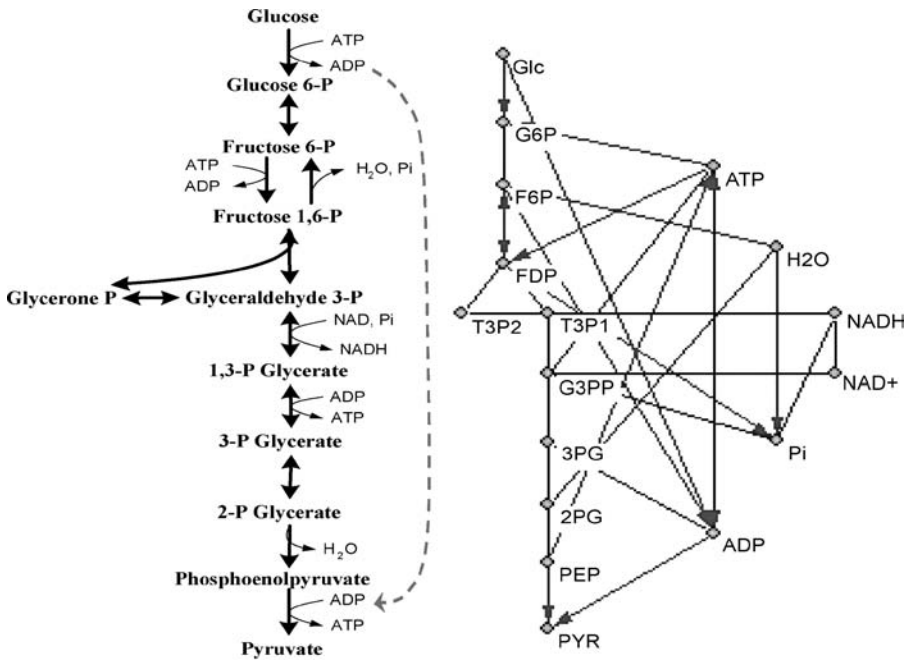 Glucose
ATP
ADP
Glucose 6-P
Fructose 6-P
ATP
ADP
H2O, Pi
Fructose 1,6-P
Glycerone P
Glyceraldehyde 3-P
NAD, Pi
NADH
1,3-P Glycerate
ADP
ATP
3-P Glycerate
2-P Glycerate
H2O
Phosphoenolpyruvate
ADP
ATP
Pyruvate
Glc
G6P
ATP
F6P
H2O
FDP
T3P2
T3P1
NADH
G3PP
NAD+
3PG
Pi
2PG
ADP
PEP
PYR